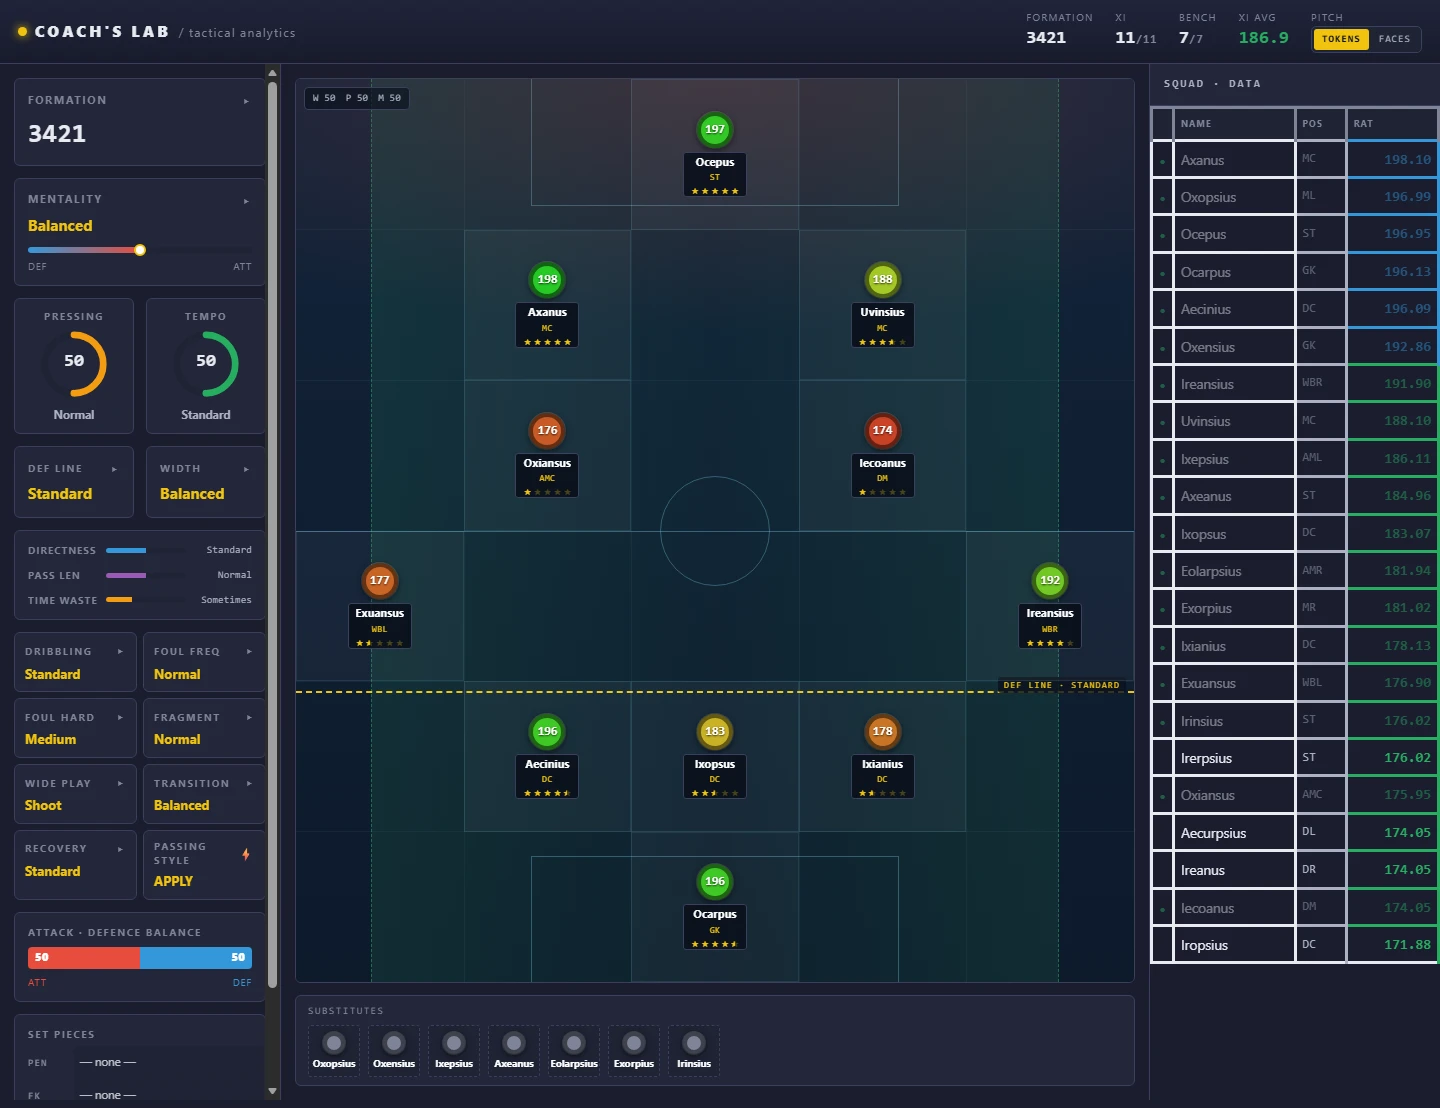 COACH'S LAB / tactical analytics
FORMATION
3421
XI
11/11
BENCH
7/7
XI AVG
186.9
PITCH
TOKENS FACES
FORMATION ▸
3421
MENTALITY ▸
Balanced
DEF ATT
PRESSING
50
Normal
TEMPO
50
Standard
DEF LINE ▸
Standard
WIDTH ▸
Balanced
DIRECTNESS Standard
PASS LEN Normal
TIME WASTE Sometimes
DRIBBLING ▸
Standard
FOUL FREQ ▸
Normal
FOUL HARD ▸
Medium
FRAGMENT ▸
Normal
WIDE PLAY ▸
Shoot
TRANSITION ▸
Balanced
RECOVERY ▸
Standard
PASSING
STYLE
APPLY
ATTACK · DEFENCE BALANCE
50 50
ATT DEF
SET PIECES
PEN — none —
FK — none —
W 50 P 50 M 50
197
Ocepus
ST
198
Axanus
MC
188
Uvinsius
MC
176
Oxiansus
AMC
174
Iecoanus
DM
177
Exuansus
WBL
192
Ireansius
WBR
DEF LINE · STANDARD
196
Aecinius
DC
183
Ixopsus
DC
178
Ixianius
DC
196
Ocarpus
GK
SUBSTITUTES
Oxopsius Oxensius Ixepsius Axeanus Eolarpsius Exorpius Irinsius
SQUAD · DATA
NAME POS RAT
Axanus MC 198.10
Oxopsius ML 196.99
Ocepus ST 196.95
Ocarpus GK 196.13
Aecinius DC 196.09
Oxensius GK 192.86
Ireansius WBR 191.90
Uvinsius MC 188.10
Ixepsius AML 186.11
Axeanus ST 184.96
Ixopsus DC 183.07
Eolarpsius AMR 181.94
Exorpius MR 181.02
Ixianius DC 178.13
Exuansus WBL 176.90
Irinsius ST 176.02
Irerpsius ST 176.02
Oxiansus AMC 175.95
Aecurpsius DL 174.05
Ireanus DR 174.05
Iecoanus DM 174.05
Iropsius DC 171.88